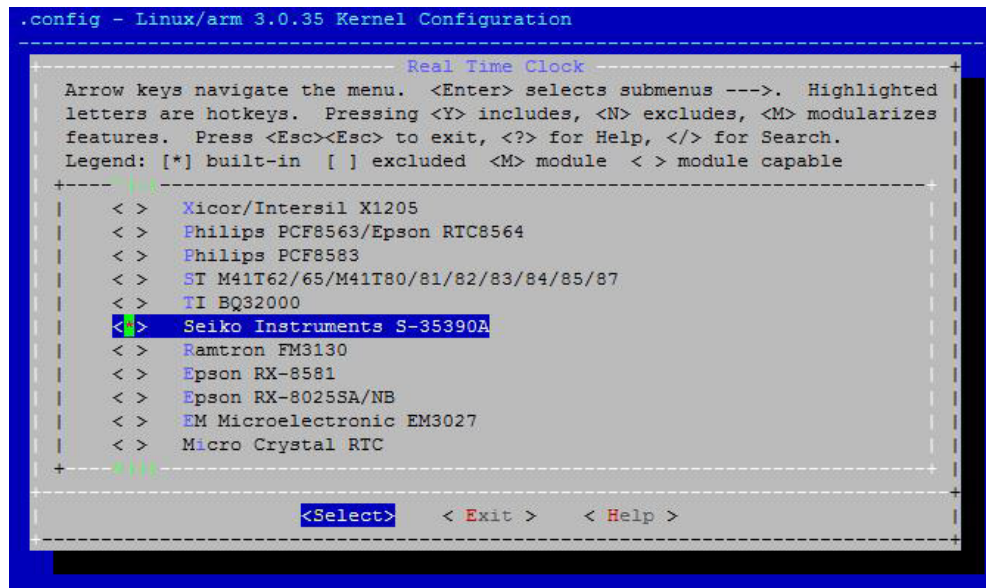 .config - Linux/arm 3.0.35 Kernel Configuration
Real Time Clock
Arrow keys navigate the menu.  <Enter> selects submenus --->.  Highlighted
letters are hotkeys.  Pressing <Y> includes, <N> excludes, <M> modularizes
features.  Press <Esc><Esc> to exit, <?> for Help, </> for Search.
Legend: [*] built-in  [ ] excluded  <M> module  < > module capable
< >  Xicor/Intersil X1205
< >  Philips PCF8563/Epson RTC8564
< >  Philips PCF8583
< >  ST M41T62/65/M41T80/81/82/83/84/85/87
< >  TI BQ32000
<*>  Seiko Instruments S-35390A
< >  Ramtron FM3130
< >  Epson RX-8581
< >  Epson RX-8025SA/NB
< >  EM Microelectronic EM3027
< >  Micro Crystal RTC
<Select>    < Exit >    < Help >